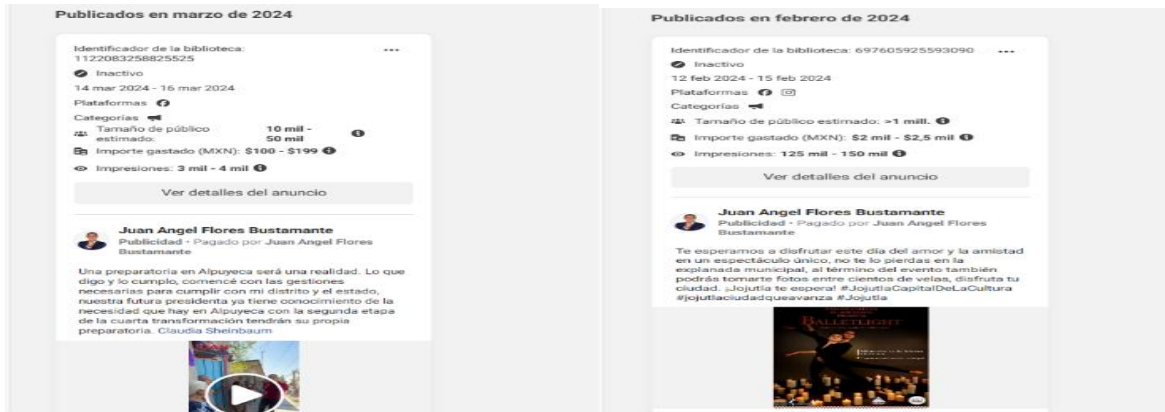 Publicados en marzo de 2024
Identificador de la biblioteca:
1122083258825525
Inactivo
14 mar 2024 - 16 mar 2024
Plataformas
Categorías
Tamaño de público estimado: 10 mil - 50 mil
Importe gastado (MXN): $100 - $199
Impresiones: 3 mil - 4 mil
Ver detalles del anuncio
Juan Angel Flores Bustamante
Publicidad • Pagado por Juan Angel Flores
Bustamante
Una preparatoria en Alpuyeca será una realidad. Lo que
digo y lo cumplo, comencé con las gestiones
necesarias para cumplir con mi distrito y el estado,
nuestra futura presidenta ya tiene conocimiento de la
necesidad que hay en Alpuyeca con la segunda etapa
de la cuarta transformación tendrán su propia
preparatoria. Claudia Sheinbaum
Publicados en febrero de 2024
Identificador de la biblioteca: 697605925593090
Inactivo
12 feb 2024 - 15 feb 2024
Plataformas
Categorías
Tamaño de público estimado: >1 mill.
Importe gastado (MXN): $2 mil - $2,5 mil
Impresiones: 125 mil - 150 mil
Ver detalles del anuncio
Juan Angel Flores Bustamante
Publicidad • Pagado por Juan Angel Flores
Bustamante
Te esperamos a disfrutar este día del amor y la amistad
en un espectáculo único, no te lo pierdas en la
explanada municipal, al término del evento también
podrás tomarte fotos entre cientos de velas, disfruta tu
ciudad. ¡Jojutla te espera! #JojutlaCapitalDeLaCultura
#jojutlaciudadqueavanza #Jojutla
BALLETLIGHT